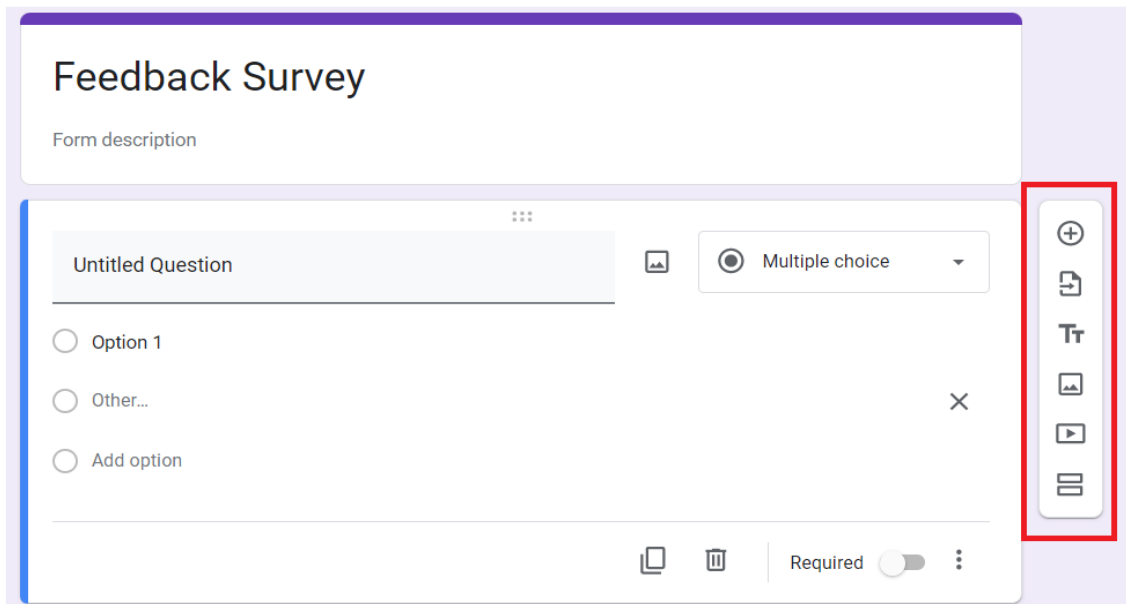 Feedback Survey
Form description
Untitled Question
Multiple choice
Option 1
Other...
Add option
Required